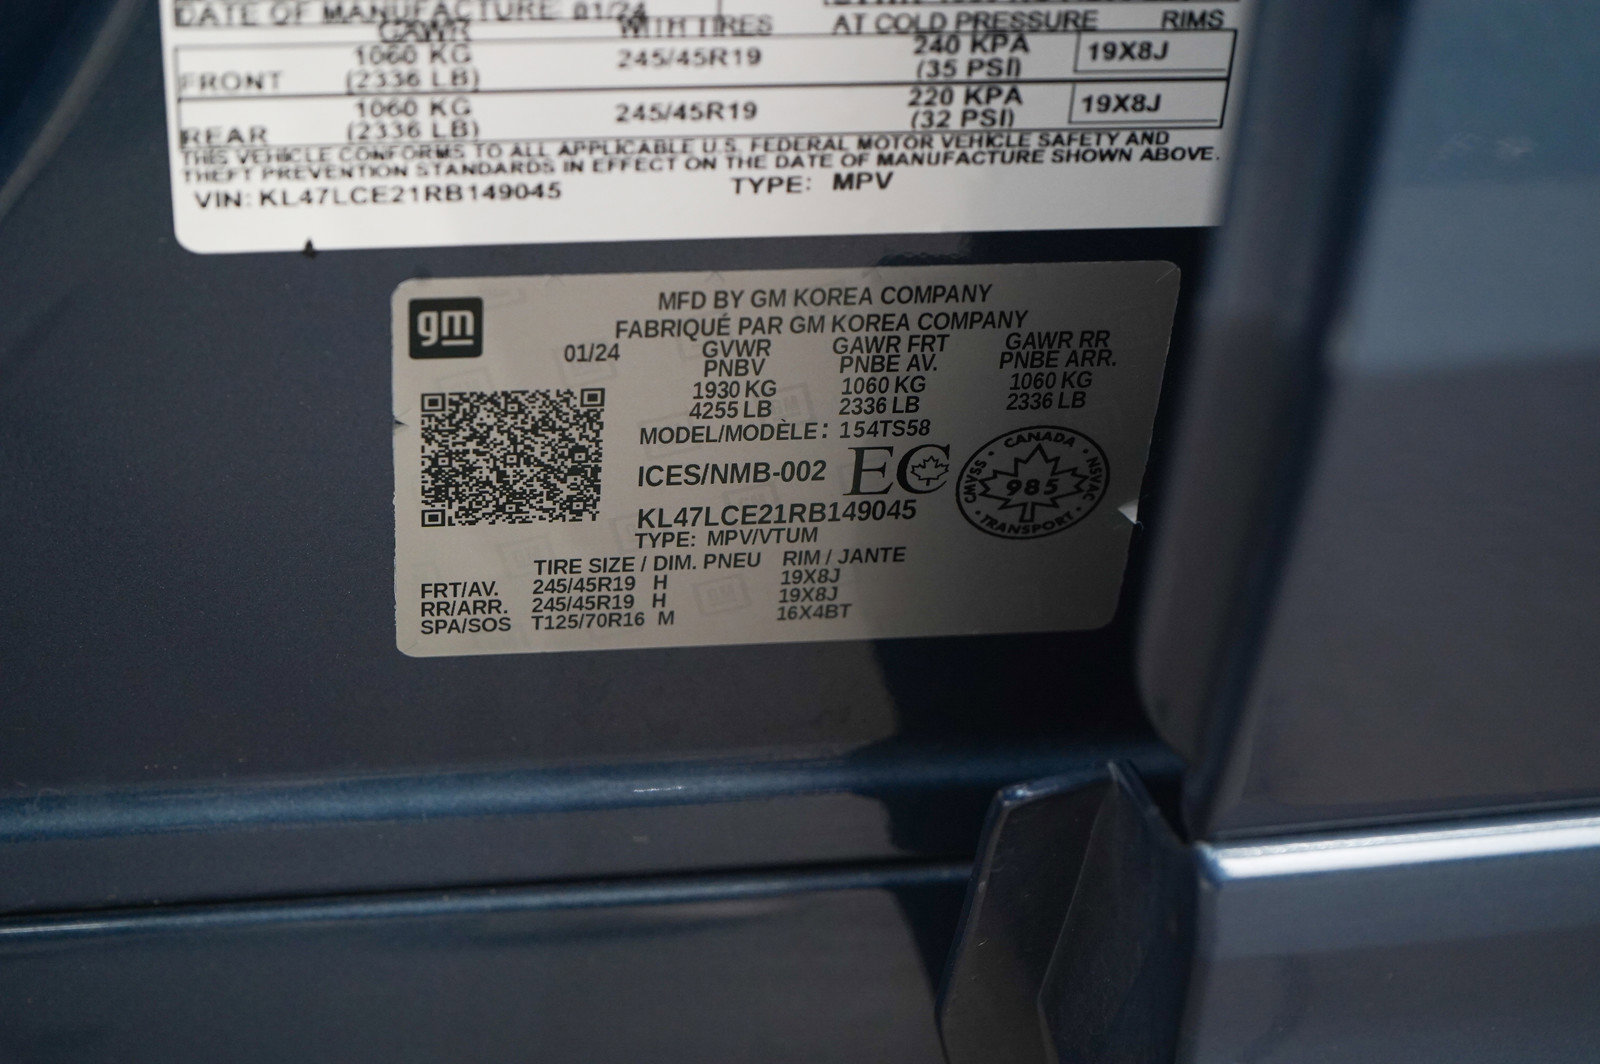 DATE OF MANUFACTURE 01/24
GAWR WITH TIRES AT COLD PRESSURE RIMS
FRONT 1060 KG (2336 LB) 245/45R19 240 KPA (35 PSI) 19X8J
REAR 1060 KG (2336 LB) 245/45R19 220 KPA (32 PSI) 19X8J
THIS VEHICLE CONFORMS TO ALL APPLICABLE U.S. FEDERAL MOTOR VEHICLE SAFETY AND
THEFT PREVENTION STANDARDS IN EFFECT ON THE DATE OF MANUFACTURE SHOWN ABOVE.
VIN: KL47LCE21RB149045 TYPE: MPV
gm
MFD BY GM KOREA COMPANY
FABRIQUÉ PAR GM KOREA COMPANY
01/24 GVWR GAWR FRT GAWR RR
PNBV PNBE AV. PNBE ARR.
1930 KG 1060 KG 1060 KG
4255 LB 2336 LB 2336 LB
MODEL/MODÈLE: 154TS58
ICES/NMB-002 EC
CANADA
CMVSS 985 NSVAC
TRANSPORT
KL47LCE21RB149045
TYPE: MPV/VTUM
TIRE SIZE / DIM. PNEU RIM / JANTE
FRT/AV. 245/45R19 H 19X8J
RR/ARR. 245/45R19 H 19X8J
SPA/SOS T125/70R16 M 16X4BT